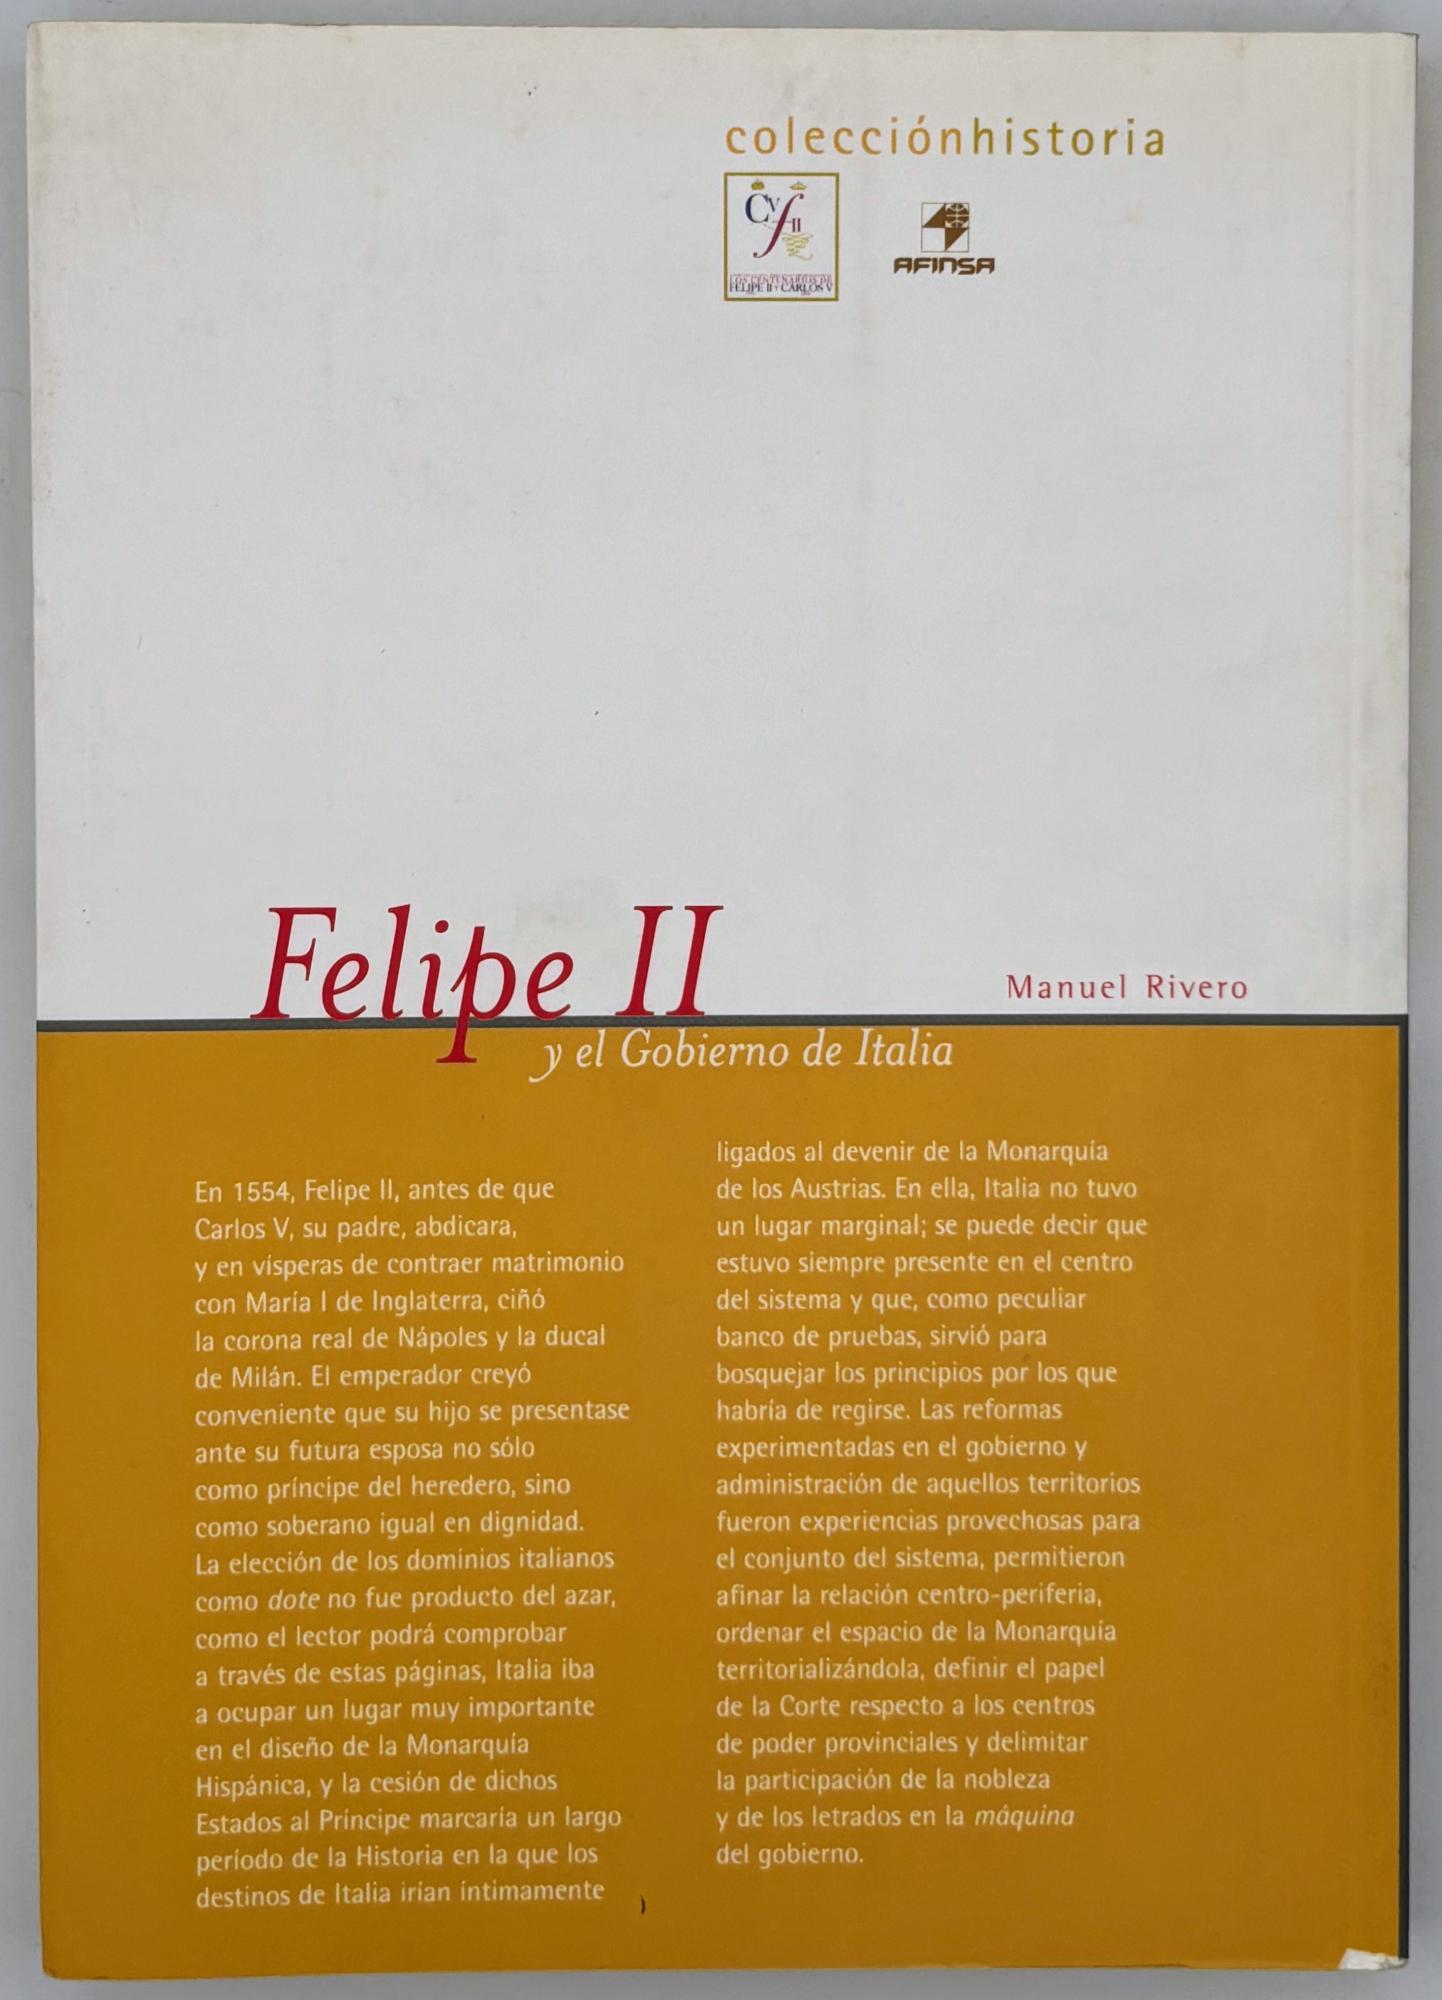 colecciónhistoria
CV
f II
LOS CENTENARIOS DE
FELIPE II Y CARLOS V
AFINSA
Felipe II
Manuel Rivero
y el Gobierno de Italia
En 1554, Felipe II, antes de que
Carlos V, su padre, abdicara,
y en vísperas de contraer matrimonio
con María I de Inglaterra, ciñó
la corona real de Nápoles y la ducal
de Milán. El emperador creyó
conveniente que su hijo se presentase
ante su futura esposa no sólo
como príncipe del heredero, sino
como soberano igual en dignidad.
La elección de los dominios italianos
como dote no fue producto del azar,
como el lector podrá comprobar
a través de estas páginas, Italia iba
a ocupar un lugar muy importante
en el diseño de la Monarquía
Hispánica, y la cesión de dichos
Estados al Príncipe marcaría un largo
período de la Historia en la que los
destinos de Italia irían íntimamente
ligados al devenir de la Monarquía
de los Austrias. En ella, Italia no tuvo
un lugar marginal; se puede decir que
estuvo siempre presente en el centro
del sistema y que, como peculiar
banco de pruebas, sirvió para
bosquejar los principios por los que
habría de regirse. Las reformas
experimentadas en el gobierno y
administración de aquellos territorios
fueron experiencias provechosas para
el conjunto del sistema, permitieron
afinar la relación centro-periferia,
ordenar el espacio de la Monarquía
territorializándola, definir el papel
de la Corte respecto a los centros
de poder provinciales y delimitar
la participación de la nobleza
y de los letrados en la máquina
del gobierno.